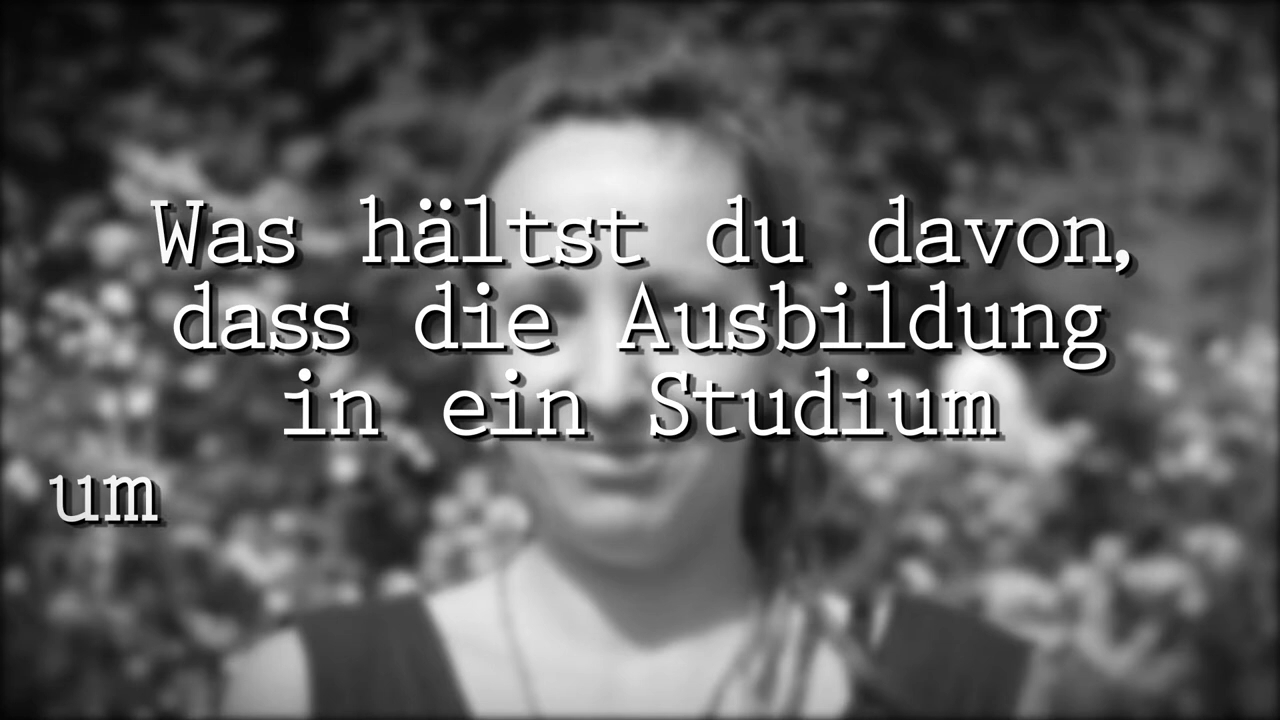 Was hältst du davon,
dass die Ausbildung
in ein Studium
um